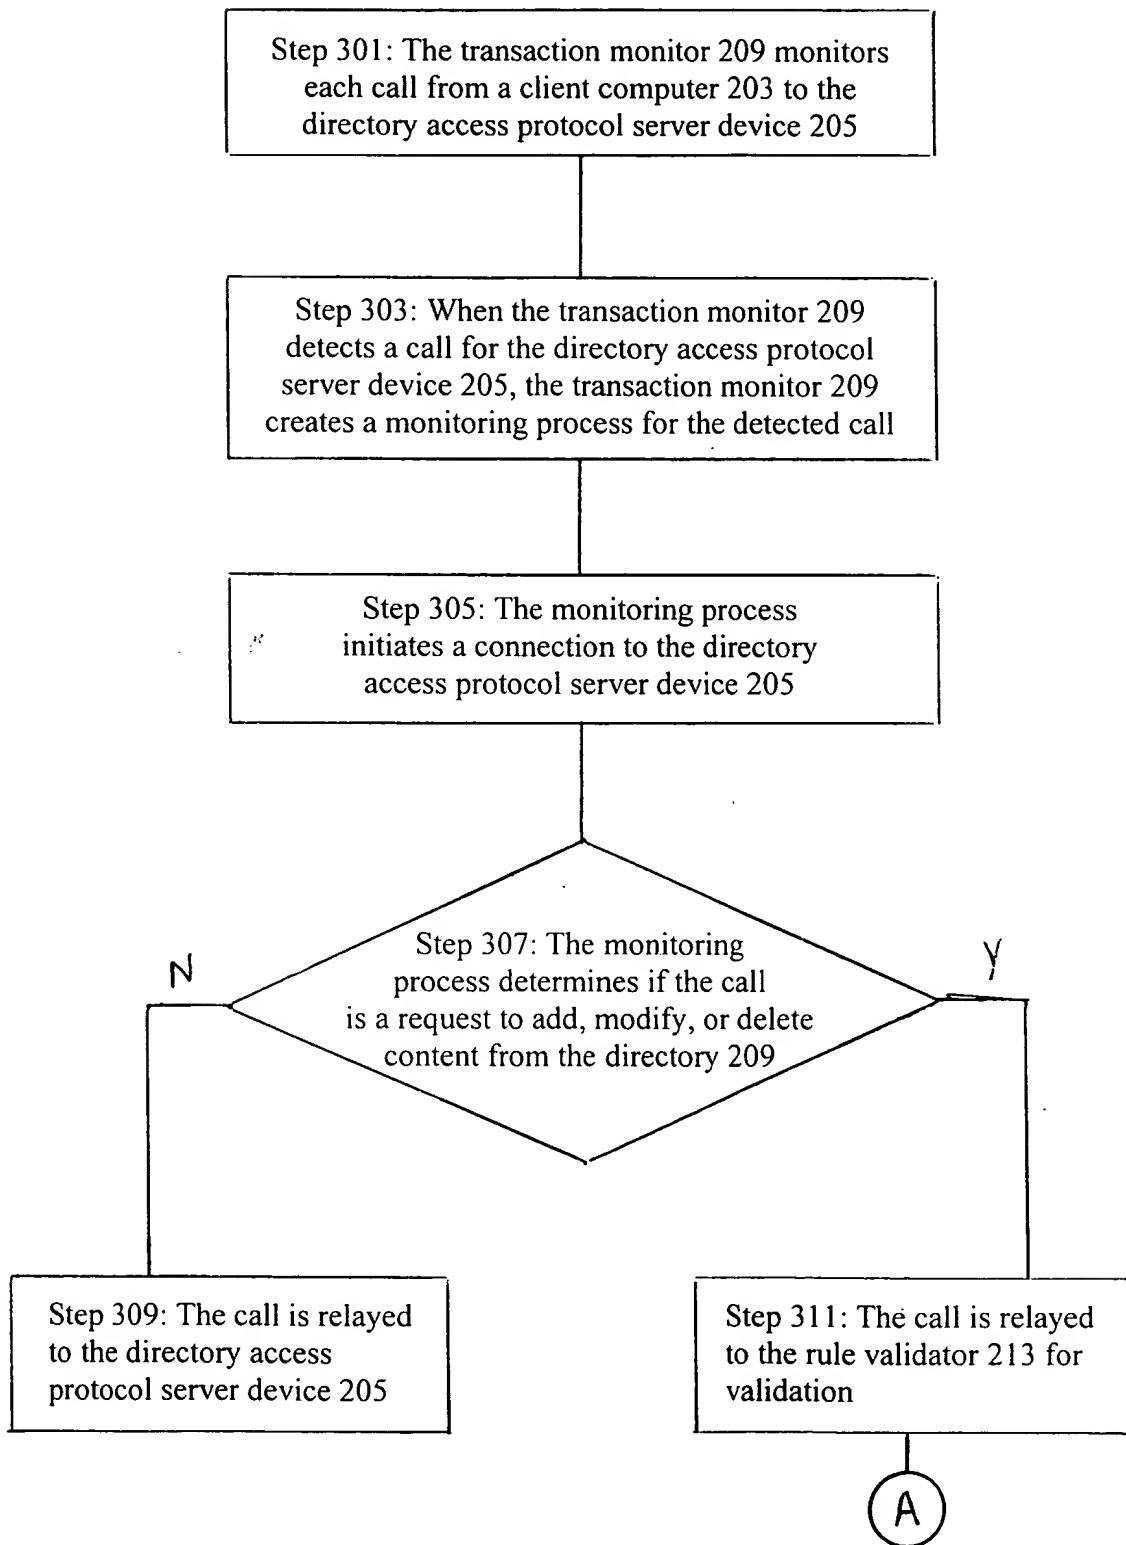 Step 301: The transaction monitor 209 monitors
each call from a client computer 203 to the
directory access protocol server device 205
Step 303: When the transaction monitor 209
detects a call for the directory access protocol
server device 205, the transaction monitor 209
creates a monitoring process for the detected call
Step 305: The monitoring process
initiates a connection to the directory
access protocol server device 205
Step 307: The monitoring
process determines if the call
is a request to add, modify, or delete
content from the directory 209
N
Y
Step 309: The call is relayed
to the directory access
protocol server device 205
Step 311: The call is relayed
to the rule validator 213 for
validation
A